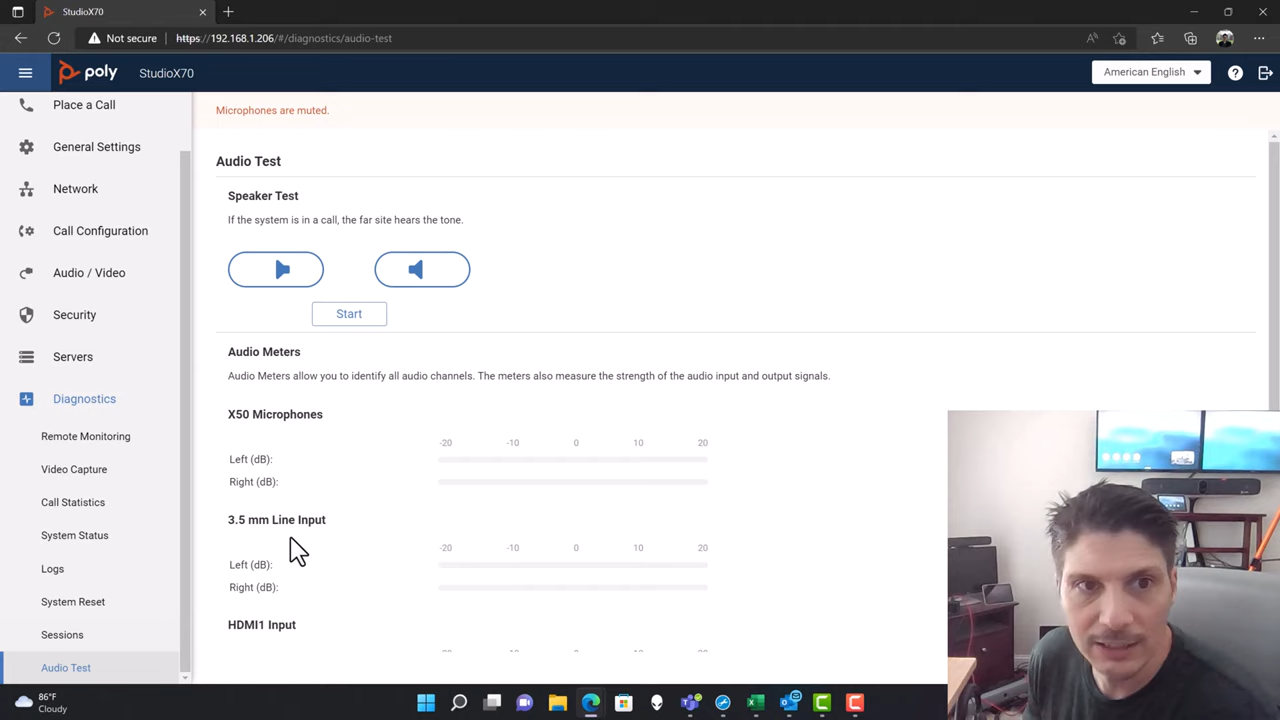 StudioX70
Not secure
https://192.168.1.206/#/diagnostics/audio-test
poly
StudioX70
American English
Place a Call
General Settings
Network
Call Configuration
Audio / Video
Security
Servers
Diagnostics
Remote Monitoring
Video Capture
Call Statistics
System Status
Logs
System Reset
Sessions
Audio Test
Microphones are muted.
Audio Test
Speaker Test
If the system is in a call, the far site hears the tone.
Start
Audio Meters
Audio Meters allow you to identify all audio channels. The meters also measure the strength of the audio input and output signals.
X50 Microphones
-20 -10 0 10 20
Left (dB):
Right (dB):
3.5 mm Line Input
-20 -10 0 10 20
Left (dB):
Right (dB):
HDMI1 Input
86°F
Cloudy